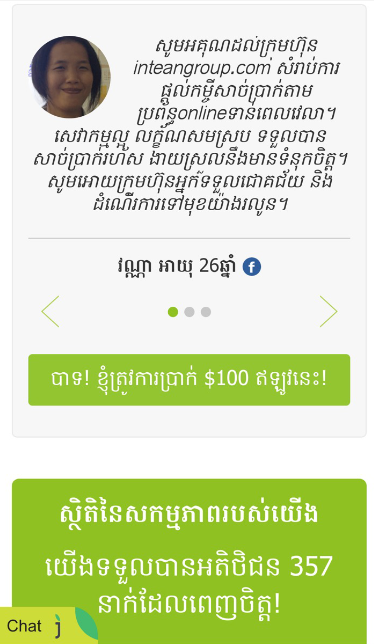 សូមអគុណដល់ក្រុមហ៊ុន
inteangroup.com សំរាប់ការ
ផ្តល់កម្ចីសាច់ប្រាក់តាម
ប្រព័ន្ធonlineទាន់ពេលវេលា។
សេវាកម្មល្អ លក្ខ័ណសមស្រប ទទួលបាន
សាច់ប្រាក់រហ័ស ងាយស្រលនឹងមានទំនុកចិត្ត។
សូមអោយក្រុមហ៊ុនអ្នកទទួលជោគជ័យ និង
ដំណើរការទៅមុខយ៉ាងរលូន។
វណ្ណា អាយុ 26ឆ្នាំ
បាទ! ខ្ញុំត្រូវការប្រាក់ $100 ឥឡូវនេះ!
ស្ថិតិនៃសកម្មភាពរបស់យើង
យើងទទួលបានអតិថិជន 357
នាក់ដែលពេញចិត្ត!
Chat